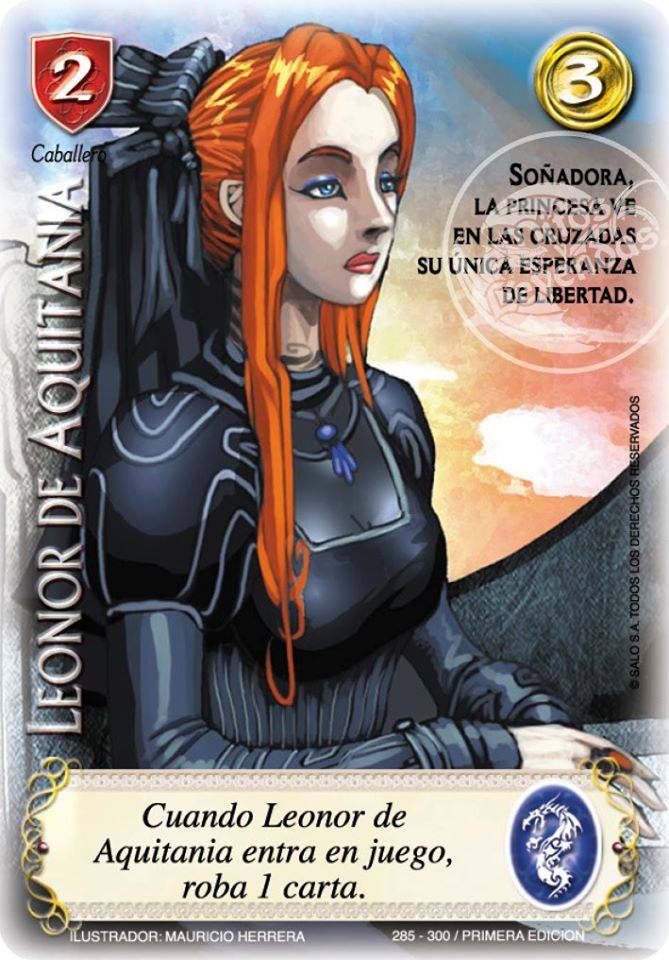 2
3
Caballero
LEONOR DE AQUITANIA
SOÑADORA,
LA PRINCESA VE
EN LAS CRUZADAS
SU ÚNICA ESPERANZA
DE LIBERTAD.
© SALO S.A. TODOS LOS DERECHOS RESERVADOS
Cuando Leonor de
Aquitania entra en juego,
roba 1 carta.
ILUSTRADOR: MAURICIO HERRERA
285 - 300 / PRIMERA EDICION